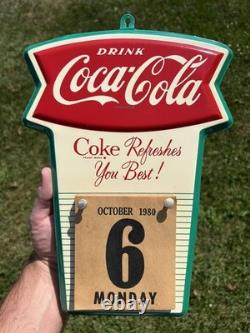 DRINK
Coca-Cola
Coke Refreshes
You Best!
OCTOBER 1980
6
MONDAY